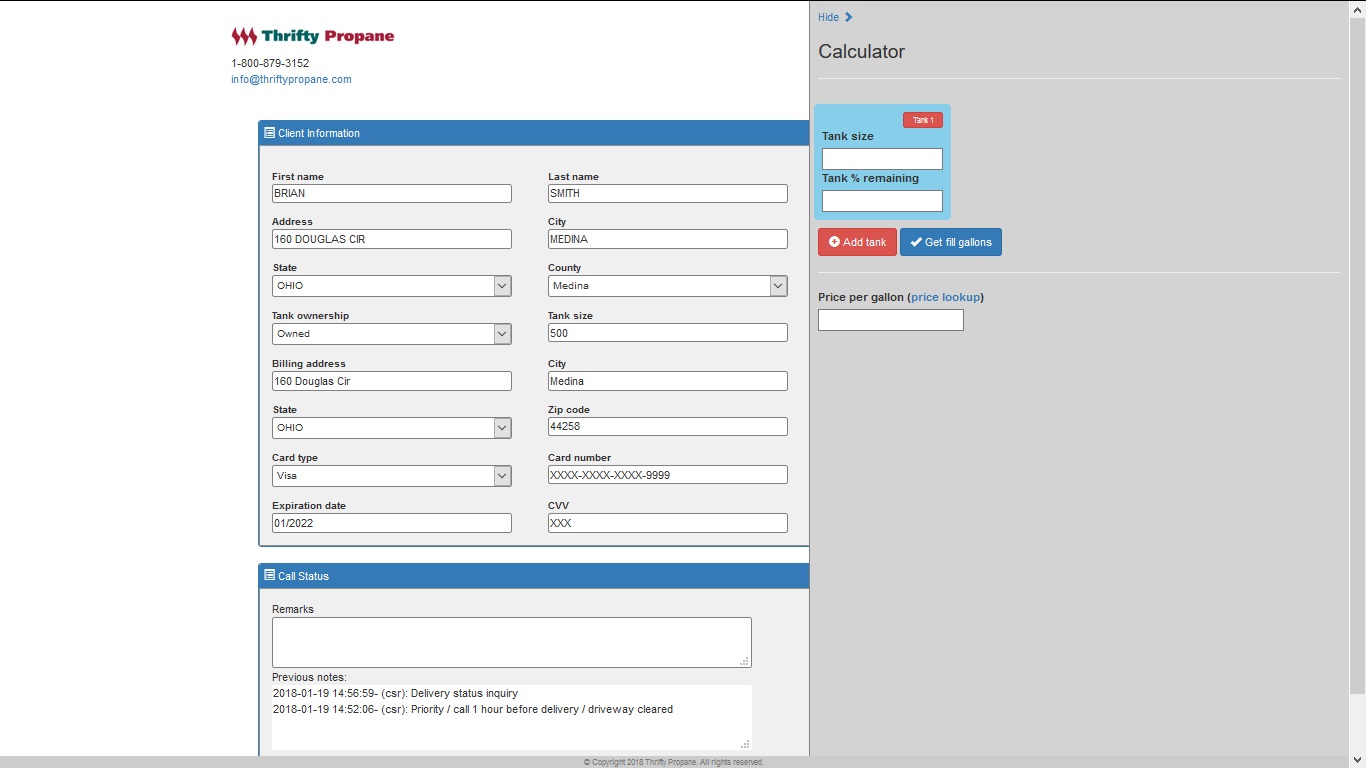 Thrifty Propane
1-800-879-3152
info@thriftypropane.com
Client Information
First name
BRIAN
Last name
SMITH
Address
160 DOUGLAS CIR
City
MEDINA
State
OHIO
County
Medina
Tank ownership
Owned
Tank size
500
Billing address
160 Douglas Cir
City
Medina
State
OHIO
Zip code
44258
Card type
Visa
Card number
XXXX-XXXX-XXXX-9999
Expiration date
01/2022
CVV
XXX
Call Status
Remarks
Previous notes:
2018-01-19 14:56:59- (csr): Delivery status inquiry
2018-01-19 14:52:06- (csr): Priority / call 1 hour before delivery / driveway cleared
Hide
Calculator
Tank 1
Tank size
Tank % remaining
Add tank
Get fill gallons
Price per gallon (price lookup)
© Copyright 2018 Thrifty Propane. All rights reserved.